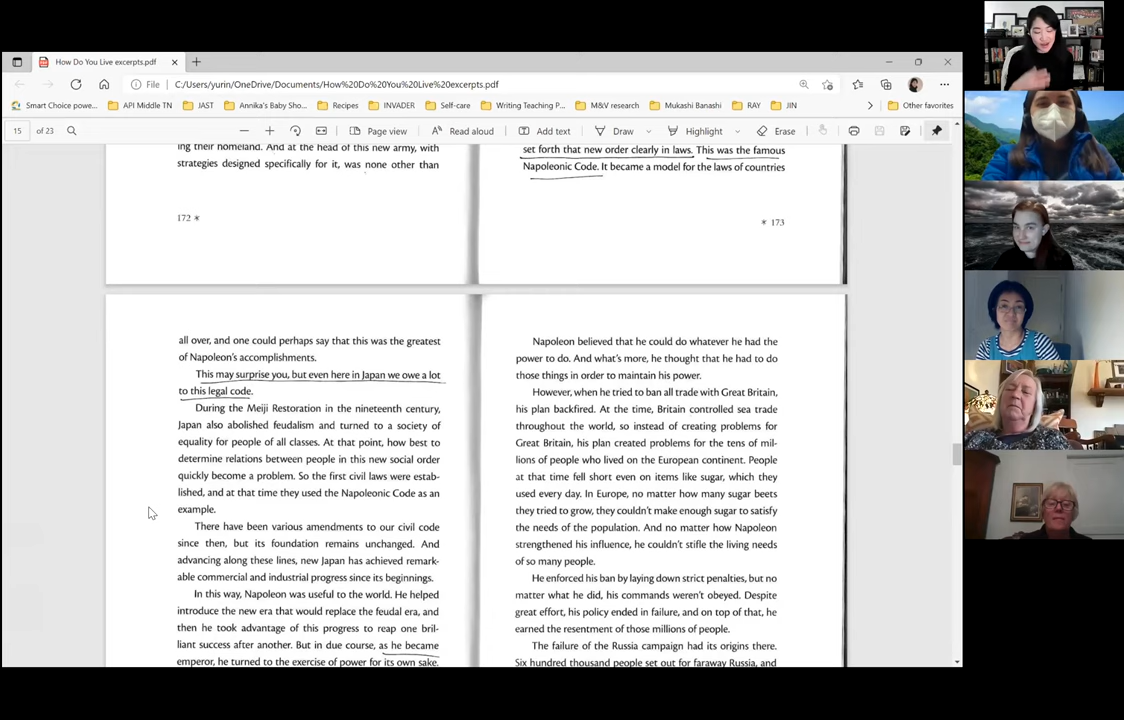 How Do You Live excerpts.pdf
File
C:/Users/yurin/OneDrive/Documents/How%20Do%20You%20Live%20excerpts.pdf
Smart Choice powe...
API Middle TN
JAST
Annika's Baby Sho...
Recipes
INVADER
Self-care
Writing Teaching P...
M&V research
Mukashi Banashi
RAY
JIN
Other favorites
15 of 23
Page view
Read aloud
Add text
Draw
Highlight
Erase
ing their homeland. And at the head of this new army, with
strategies designed specifically for it, was none other than
172 *
set forth that new order clearly in laws. This was the famous
Napoleonic Code. It became a model for the laws of countries
* 173
all over, and one could perhaps say that this was the greatest
of Napoleon's accomplishments.
This may surprise you, but even here in Japan we owe a lot
to this legal code.
During the Meiji Restoration in the nineteenth century,
Japan also abolished feudalism and turned to a society of
equality for people of all classes. At that point, how best to
determine relations between people in this new social order
quickly become a problem. So the first civil laws were estab-
lished, and at that time they used the Napoleonic Code as an
example.
There have been various amendments to our civil code
since then, but its foundation remains unchanged. And
advancing along these lines, new Japan has achieved remark-
able commercial and industrial progress since its beginnings.
In this way, Napoleon was useful to the world. He helped
introduce the new era that would replace the feudal era, and
then he took advantage of this progress to reap one bril-
liant success after another. But in due course, as he became
emperor, he turned to the exercise of power for its own sake.
Napoleon believed that he could do whatever he had the
power to do. And what's more, he thought that he had to do
those things in order to maintain his power.
However, when he tried to ban all trade with Great Britain,
his plan backfired. At the time, Britain controlled sea trade
throughout the world, so instead of creating problems for
Great Britain, his plan created problems for the tens of mil-
lions of people who lived on the European continent. People
at that time fell short even on items like sugar, which they
used every day. In Europe, no matter how many sugar beets
they tried to grow, they couldn't make enough sugar to satisfy
the needs of the population. And no matter how Napoleon
strengthened his influence, he couldn't stifle the living needs
of so many people.
He enforced his ban by laying down strict penalties, but no
matter what he did, his commands weren't obeyed. Despite
great effort, his policy ended in failure, and on top of that, he
earned the resentment of those millions of people.
The failure of the Russia campaign had its origins there.
Six hundred thousand people set out for faraway Russia, and